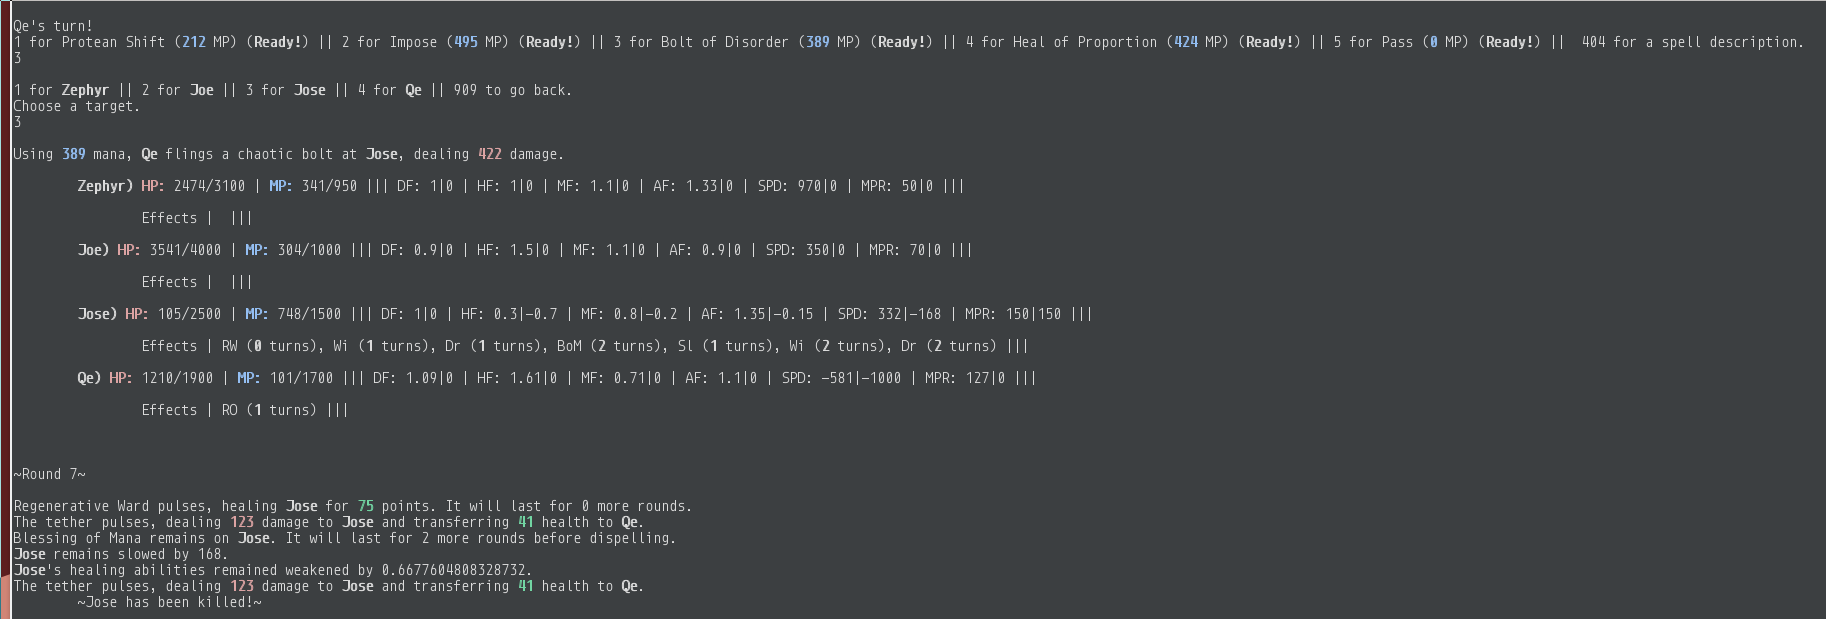 Qe's turn!
1 for Protean Shift (212 MP) (Ready!) || 2 for Impose (495 MP) (Ready!) || 3 for Bolt of Disorder (389 MP) (Ready!) || 4 for Heal of Proportion (424 MP) (Ready!) || 5 for Pass (0 MP) (Ready!) ||  404 for a spell description.
3
1 for Zephyr || 2 for Joe || 3 for Jose || 4 for Qe || 909 to go back.
Choose a target.
3
Using 389 mana, Qe flings a chaotic bolt at Jose, dealing 422 damage.
Zephyr) HP: 2474/3100 | MP: 341/950 ||| DF: 1|0 | HF: 1|0 | MF: 1.1|0 | AF: 1.33|0 | SPD: 970|0 | MPR: 50|0 |||
Effects |  |||
Joe) HP: 3541/4000 | MP: 304/1000 ||| DF: 0.9|0 | HF: 1.5|0 | MF: 1.1|0 | AF: 0.9|0 | SPD: 350|0 | MPR: 70|0 |||
Effects |  |||
Jose) HP: 105/2500 | MP: 748/1500 ||| DF: 1|0 | HF: 0.3|-0.7 | MF: 0.8|-0.2 | AF: 1.35|-0.15 | SPD: 332|-168 | MPR: 150|150 |||
Effects | RW (0 turns), Wi (1 turns), Dr (1 turns), BoM (2 turns), Sl (1 turns), Wi (2 turns), Dr (2 turns) |||
Qe) HP: 1210/1900 | MP: 101/1700 ||| DF: 1.09|0 | HF: 1.61|0 | MF: 0.71|0 | AF: 1.1|0 | SPD: -581|-1000 | MPR: 127|0 |||
Effects | RO (1 turns) |||
~Round 7~
Regenerative Ward pulses, healing Jose for 75 points. It will last for 0 more rounds.
The tether pulses, dealing 123 damage to Jose and transferring 41 health to Qe.
Blessing of Mana remains on Jose. It will last for 2 more rounds before dispelling.
Jose remains slowed by 168.
Jose's healing abilities remained weakened by 0.6677604808328732.
The tether pulses, dealing 123 damage to Jose and transferring 41 health to Qe.
~Jose has been killed!~